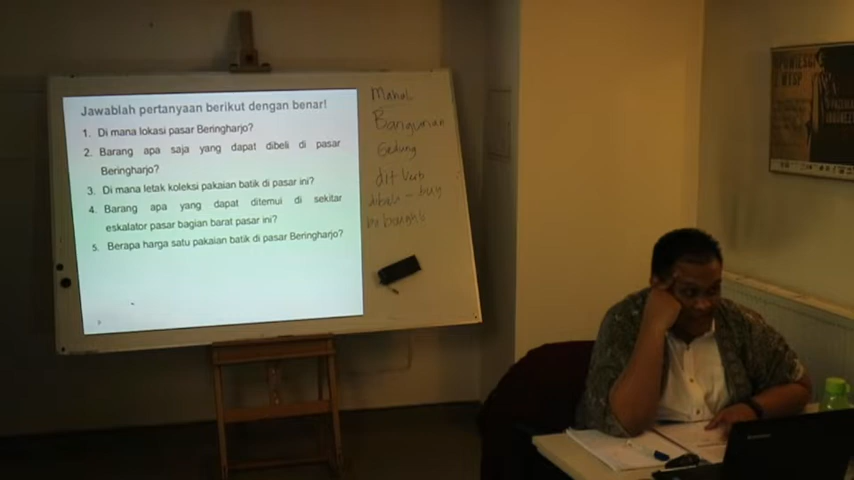 Jawablah pertanyaan berikut dengan benar!
1. Di mana lokasi pasar Beringharjo?
2. Barang apa saja yang dapat dibeli di pasar
Beringharjo?
3. Di mana letak koleksi pakaian batik di pasar ini?
4. Barang apa yang dapat ditemui di sekitar
eskalator pasar bagian barat pasar ini?
5. Berapa harga satu pakaian batik di pasar Beringharjo?
Mahal
Bangunan
Gedung
dit Verb
dibeli - buy